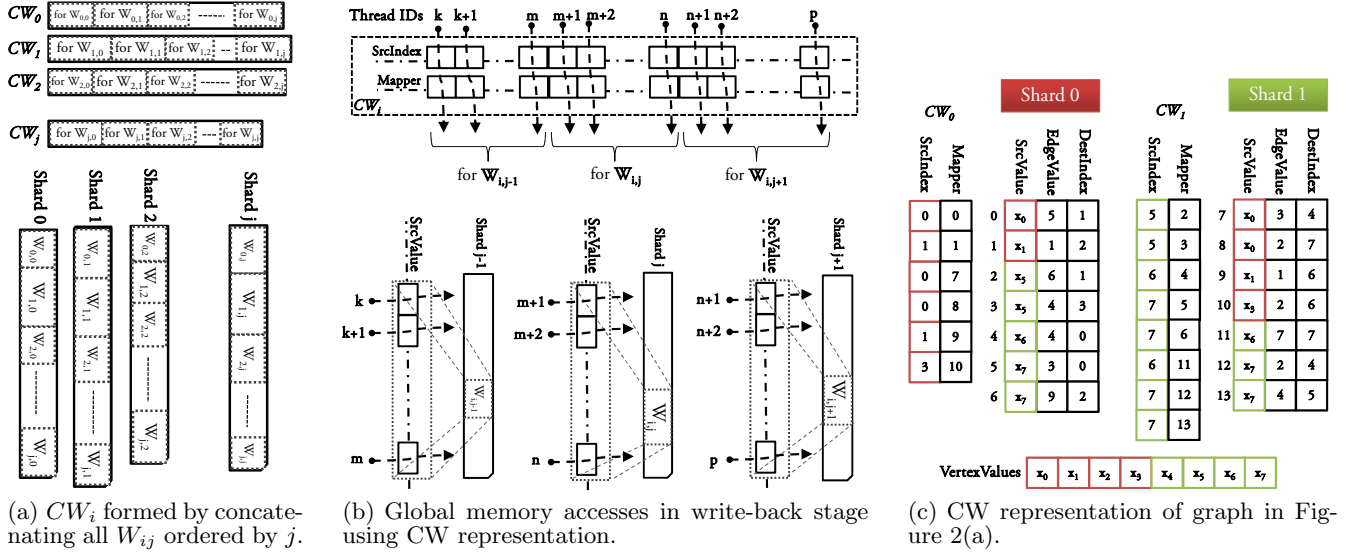 CW₀ for W₀,₀ for W₀,₁ for W₀,₂ for W₀,ⱼ
CW₁ for W₁,₀ for W₁,₁ for W₁,₂ for W₁,ⱼ
CW₂ for W₂,₀ for W₂,₁ for W₂,₂ for W₂,ⱼ
CWⱼ for Wⱼ,₀ for Wⱼ,₁ for Wⱼ,₂ for Wⱼ,ⱼ
Shard 0
W₀,₀
W₁,₀
W₂,₀
Wⱼ,₀
Shard 1
W₀,₁
W₁,₁
W₂,₁
Wⱼ,₁
Shard 2
W₀,₂
W₁,₂
W₂,₂
Wⱼ,₂
Shard j
W₀,ⱼ
W₁,ⱼ
W₂,ⱼ
Wⱼ,ⱼ
(a) CWᵢ formed by concate-
nating all Wᵢⱼ ordered by j.
Thread IDs k k+1 m m+1 m+2 n n+1 n+2 p
SrcIndex
Mapper
CWᵢ
for Wᵢ,ⱼ₋₁ for Wᵢ,ⱼ for Wᵢ,ⱼ₊₁
SrcValue
Shard j-1
k
k+1
m
Wᵢ,ⱼ₋₁
SrcValue
Shard j
m+1
m+2
n
Wᵢ,ⱼ
SrcValue
Shard j+1
n+1
n+2
p
Wᵢ,ⱼ₊₁
(b) Global memory accesses in write-back stage
using CW representation.
CW₀
SrcIndex Mapper
0 0
1 1
0 7
0 8
1 9
3 10
Shard 0
SrcValue EdgeValue DestIndex
0 x₀ 5 1
1 x₁ 1 2
2 x₅ 6 1
3 x₅ 4 3
4 x₆ 4 0
5 x₇ 3 0
6 x₇ 9 2
CW₁
SrcIndex Mapper
5 2
5 3
6 4
7 5
7 6
6 11
7 12
7 13
Shard 1
SrcValue EdgeValue DestIndex
7 x₀ 3 4
8 x₀ 2 7
9 x₁ 1 6
10 x₃ 2 6
11 x₆ 7 7
12 x₇ 2 4
13 x₇ 4 5
VertexValues x₀ x₁ x₂ x₃ x₄ x₅ x₆ x₇
(c) CW representation of graph in Fig-
ure 2(a).